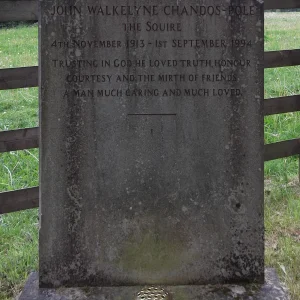 JOHN WALKELYNE CHANDOS-POLE
THE SQUIRE
4TH NOVEMBER 1913 - 1ST SEPTEMBER 1994
TRUSTING IN GOD HE LOVED TRUTH HONOUR
COURTESY AND THE MIRTH OF FRIENDS
A MAN MUCH DARING AND MUCH LOVED